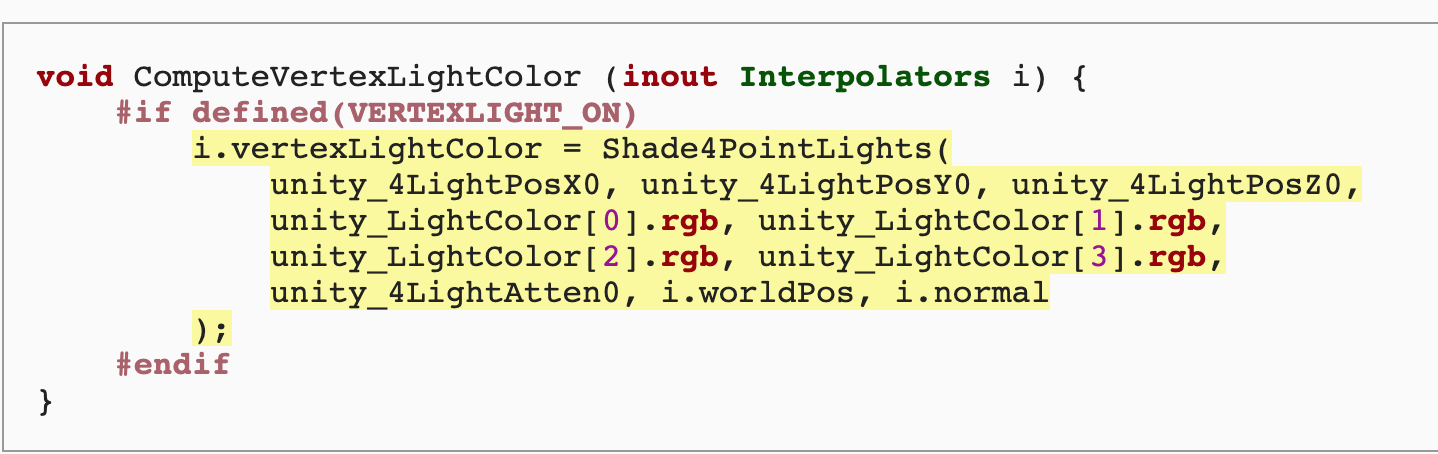 void ComputeVertexLightColor (inout Interpolators i) {
#if defined(VERTEXLIGHT_ON)
i.vertexLightColor = Shade4PointLights(
unity_4LightPosX0, unity_4LightPosY0, unity_4LightPosZ0,
unity_LightColor[0].rgb, unity_LightColor[1].rgb,
unity_LightColor[2].rgb, unity_LightColor[3].rgb,
unity_4LightAtten0, i.worldPos, i.normal
);
#endif
}